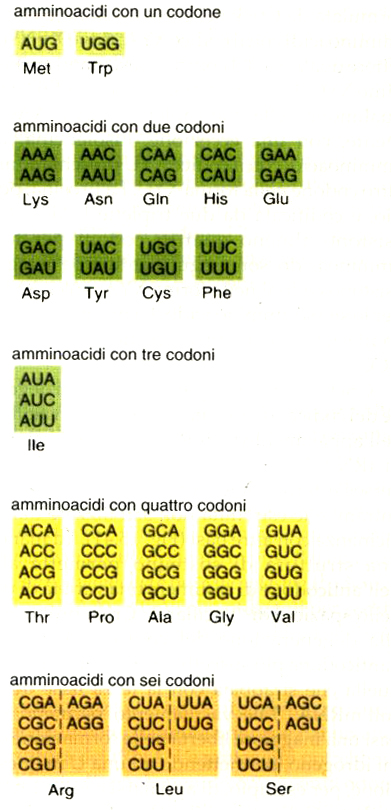 amminoacidi con un codone
AUG UGG
Met Trp
amminoacidi con due codoni
AAA AAC CAA CAC GAA
AAG AAU CAG CAU GAG
Lys Asn Gln His Glu
GAC UAC UGC UUC
GAU UAU UGU UUU
Asp Tyr Cys Phe
amminoacidi con tre codoni
AUA
AUC
AUU
Ile
amminoacidi con quattro codoni
ACA CCA GCA GGA GUA
ACC CCC GCC GGC GUC
ACG CCG GCG GGG GUG
ACU CCU GCU GGU GUU
Thr Pro Ala Gly Val
amminoacidi con sei codoni
CGA AGA CUA UUA UCA AGC
CGC AGG CUC UUG UCC AGU
CGG CUG UCG
CGU CUU UCU
Arg Leu Ser